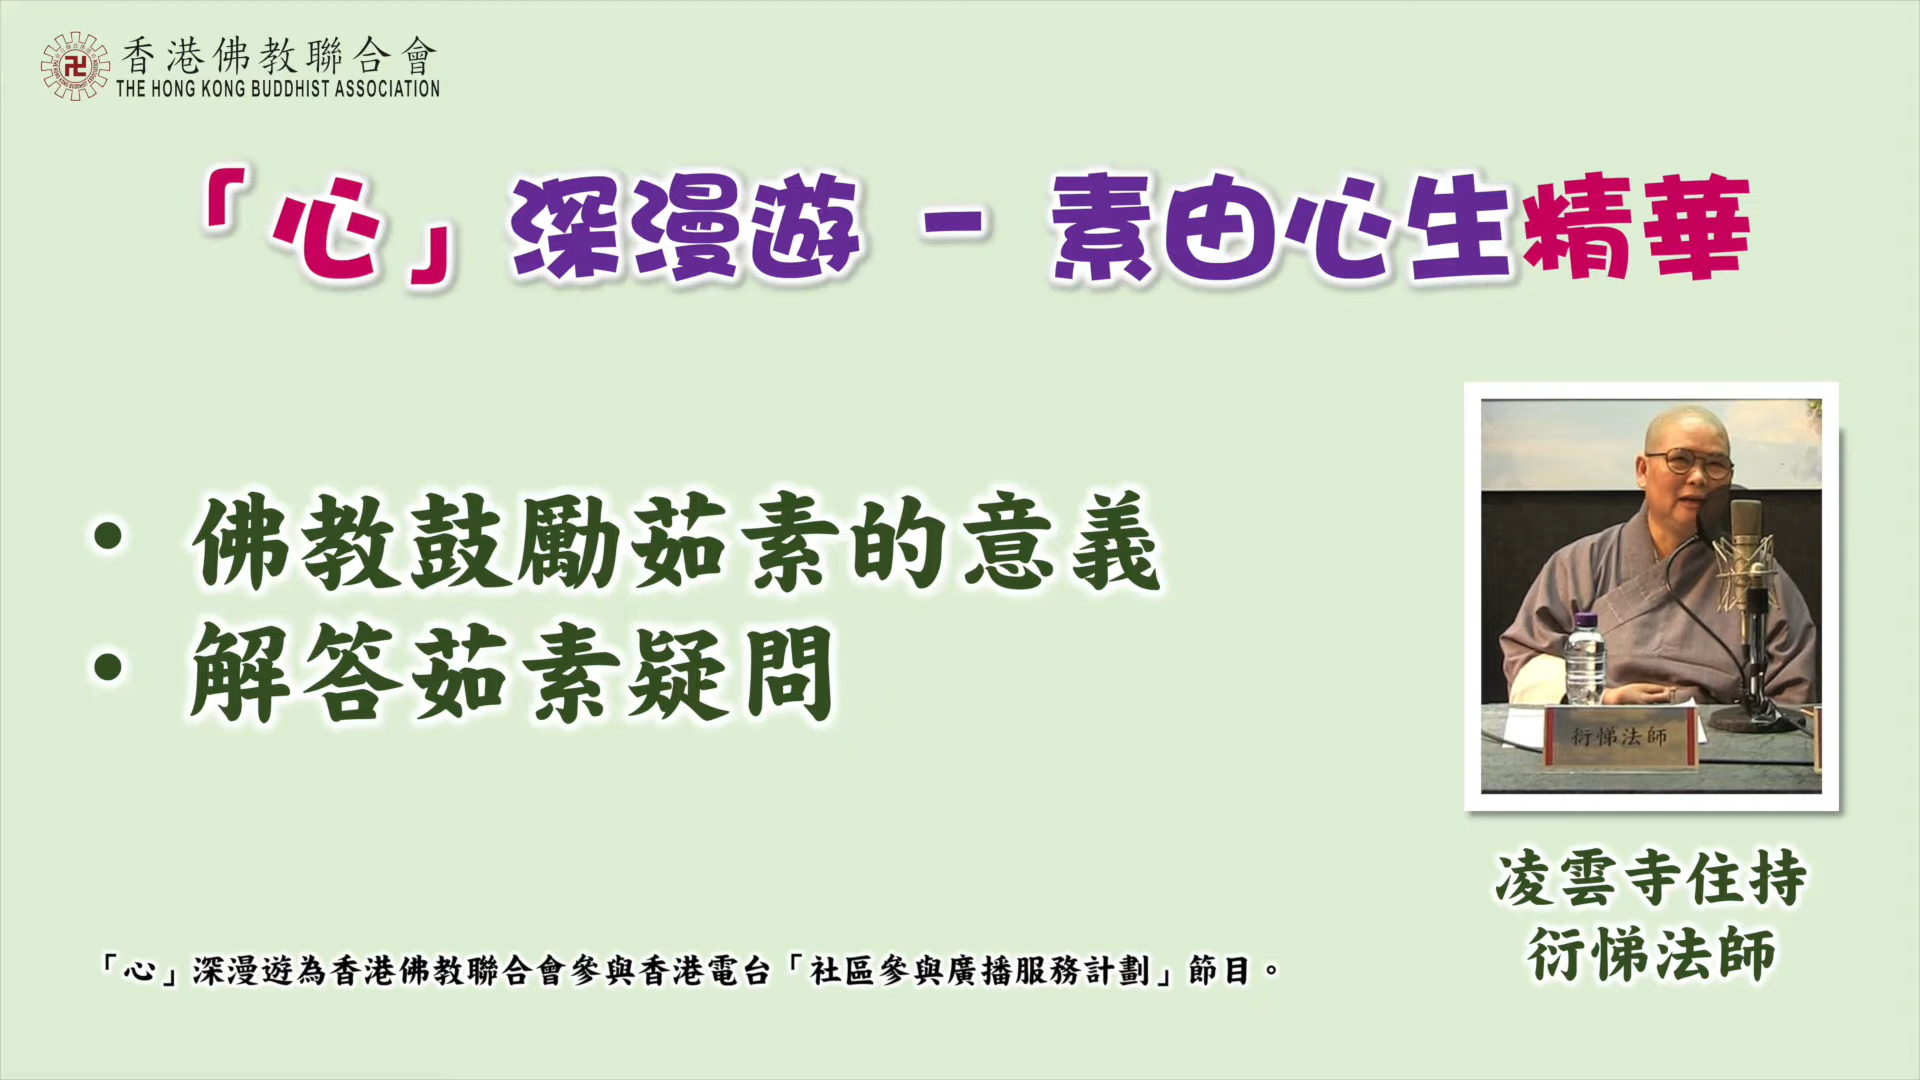 香港佛教聯合會
THE HONG KONG BUDDHIST ASSOCIATION
「心」深漫遊 - 素由心生精華
• 佛教鼓勵茹素的意義
• 解答茹素疑問
衍悌法師
凌雲寺住持
衍悌法師
「心」深漫遊為香港佛教聯合會參與香港電台「社區參與廣播服務計劃」節目。